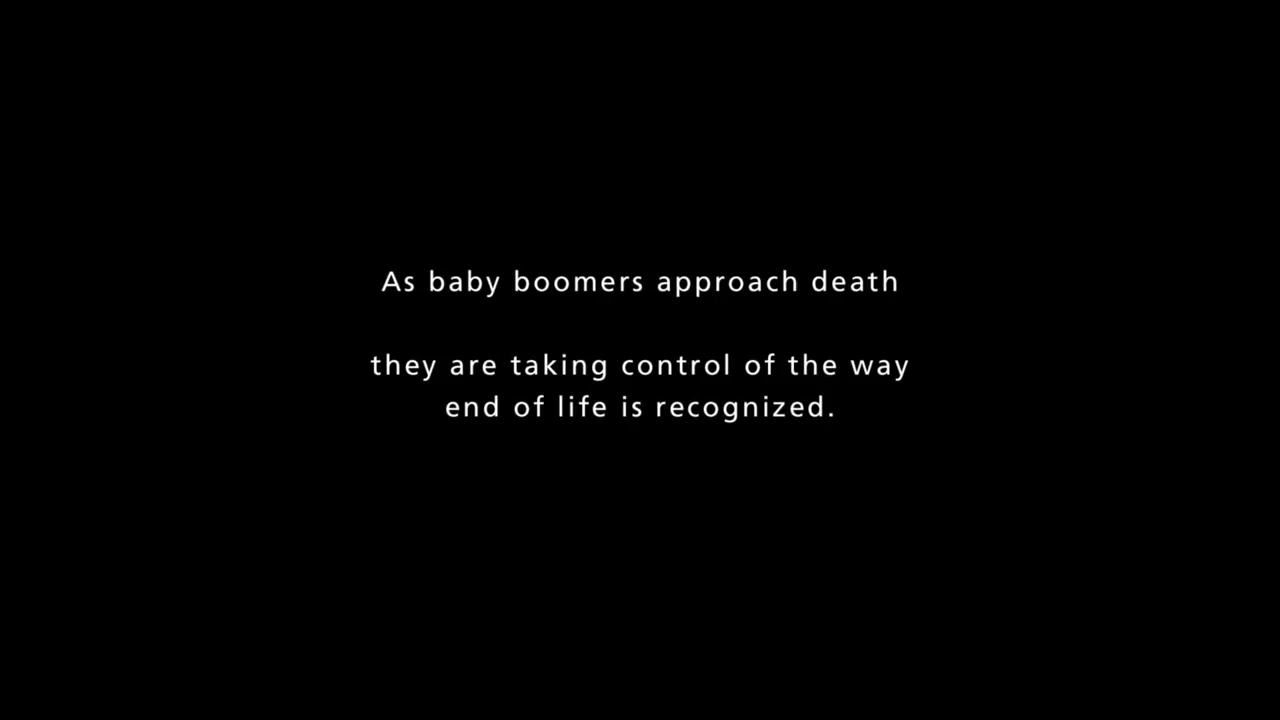 As baby boomers approach death
they are taking control of the way
end of life is recognized.